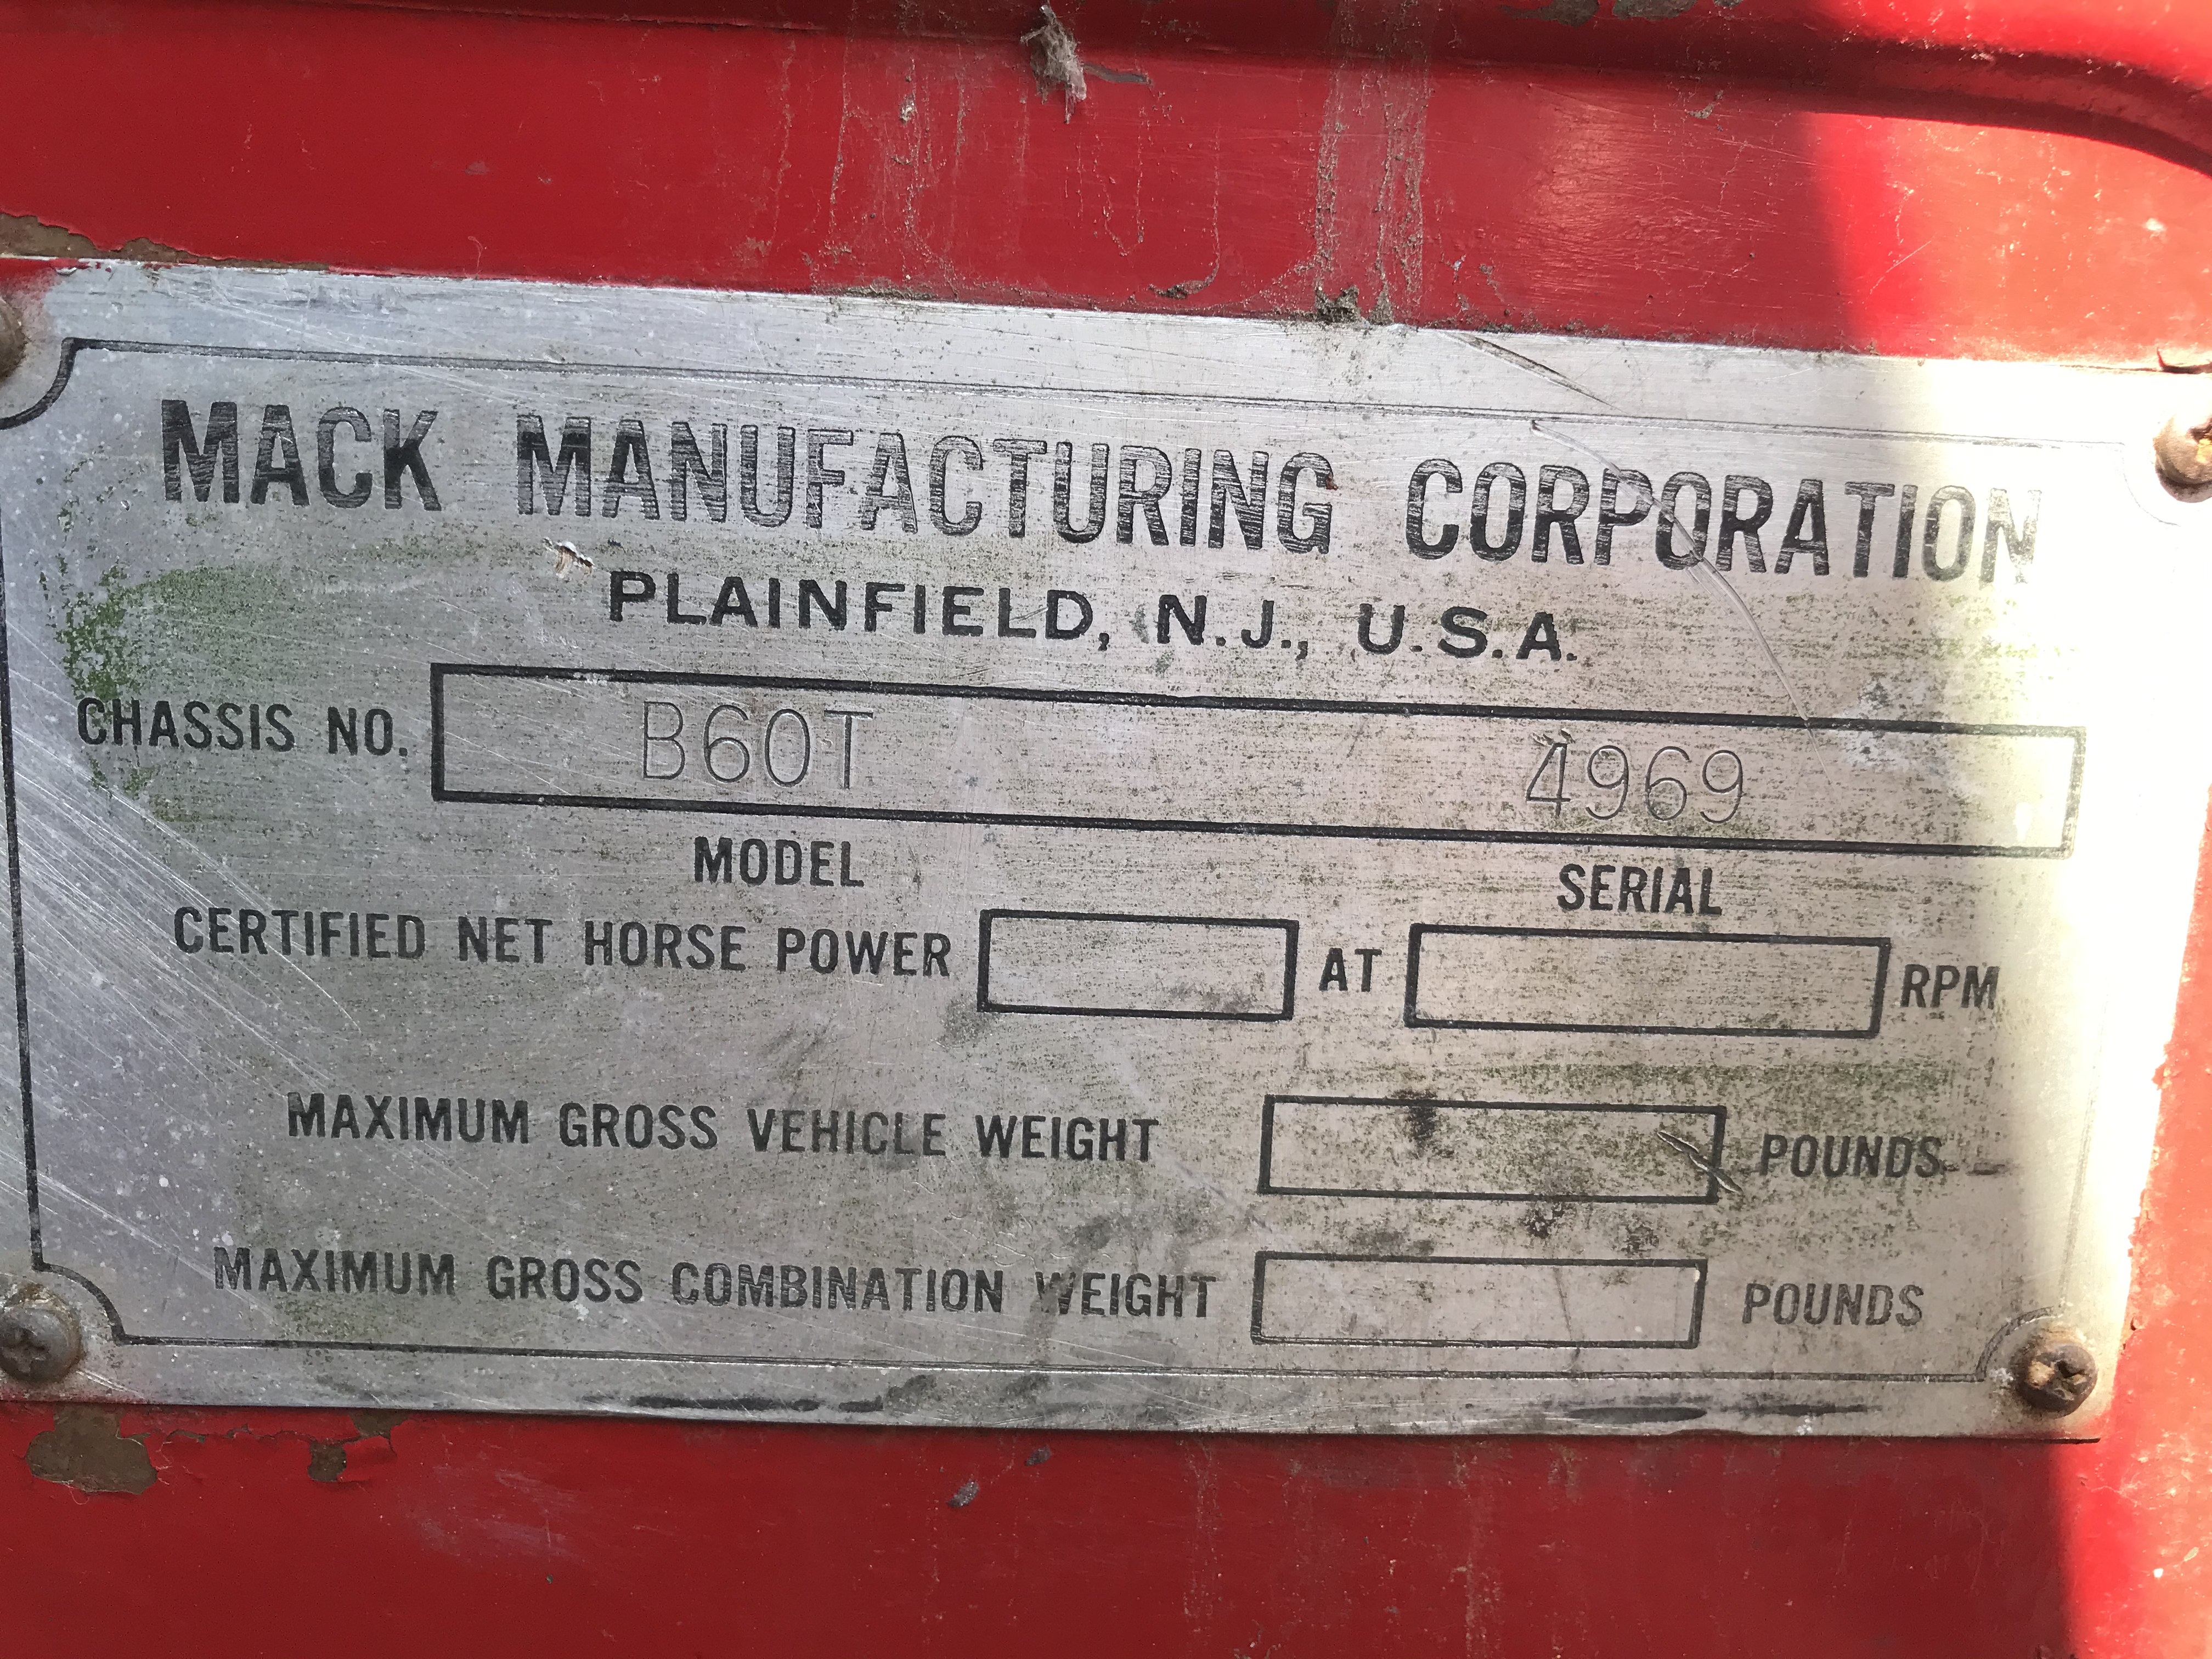 MACK MANUFACTURING CORPORATION
PLAINFIELD, N.J., U.S.A.
CHASSIS NO. B60T 4969
MODEL SERIAL
CERTIFIED NET HORSE POWER AT RPM
MAXIMUM GROSS VEHICLE WEIGHT POUNDS
MAXIMUM GROSS COMBINATION WEIGHT POUNDS